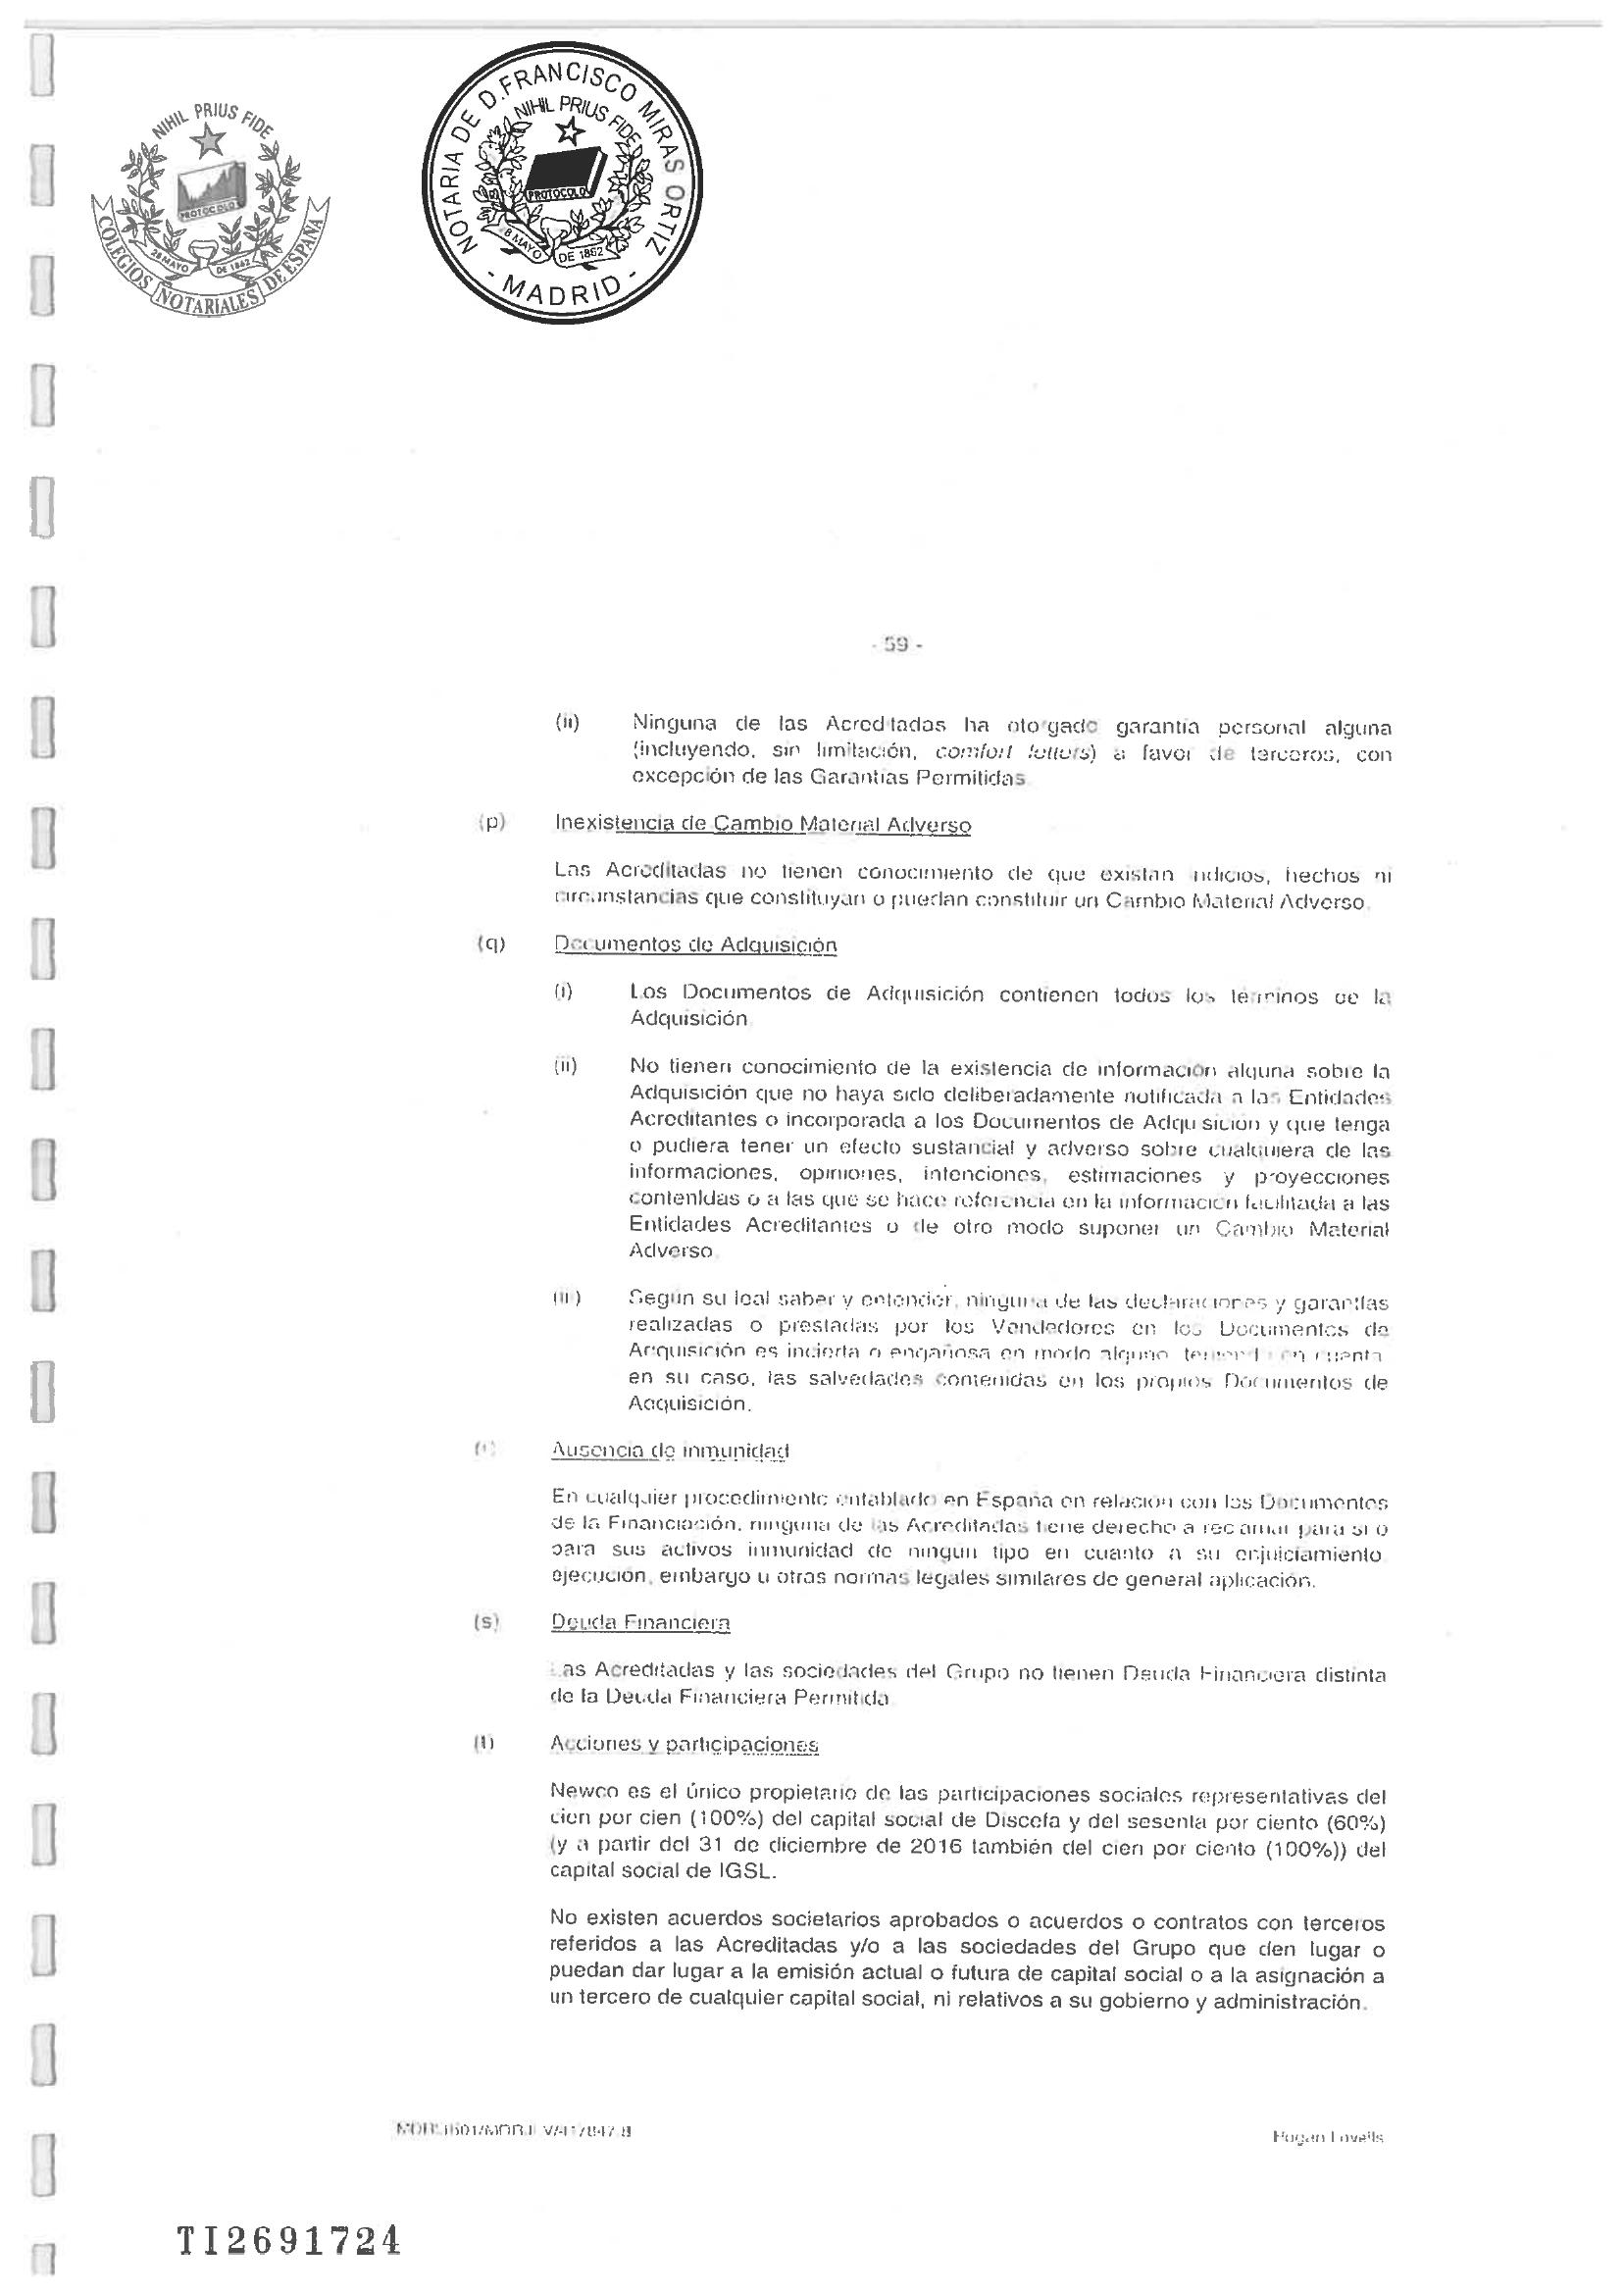 NIHIL PRIUS FIDE
PROTOCOLO
28 MAYO DE 1862
COLEGIOS NOTARIALES DE ESPAÑA
NOTARIA DE D. FRANCISCO MIRAS ORTIZ
NIHIL PRIUS FIDE
PROTOCOLO
8 MAYO DE 1862
- MADRID -
- 59 -
(ii) Ninguna de las Acreditadas ha otorgado garantía personal alguna
(incluyendo, sin limitación, comfort letters) a favor de terceros, con
excepción de las Garantías Permitidas
(p) Inexistencia de Cambio Material Adverso
Las Acreditadas no tienen conocimiento de que existan indicios, hechos ni
circunstancias que constituyan o puedan constituir un Cambio Material Adverso.
(q) Documentos de Adquisición
(i) Los Documentos de Adquisición contienen todos los términos de la
Adquisición
(ii) No tienen conocimiento de la existencia de información alguna sobre la
Adquisición que no haya sido deliberadamente notificada a las Entidades
Acreditantes o incorporada a los Documentos de Adquisición y que tenga
o pudiera tener un efecto sustancial y adverso sobre cualquiera de las
informaciones, opiniones, intenciones, estimaciones y proyecciones
contenidas o a las que se hace referencia en la información facilitada a las
Entidades Acreditantes o de otro modo suponer un Cambio Material
Adverso.
(iii) Según su leal saber y entender, ninguna de las declaraciones y garantías
realizadas o prestadas por los Vendedores en los Documentos de
Adquisición es incierta o engañosa en modo alguno, teniendo en cuenta,
en su caso, las salvedades contenidas en los propios Documentos de
Adquisición.
(r) Ausencia de inmunidad
En cualquier procedimiento entablado en España en relación con los Documentos
de la Financiación, ninguna de las Acreditadas tiene derecho a reclamar para sí o
para sus activos inmunidad de ningún tipo en cuanto a su enjuiciamiento,
ejecución, embargo u otras normas legales similares de general aplicación.
(s) Deuda Financiera
Las Acreditadas y las sociedades del Grupo no tienen Deuda Financiera distinta
de la Deuda Financiera Permitida
(t) Acciones y participaciones
Newco es el único propietario de las participaciones sociales representativas del
cien por cien (100%) del capital social de Discefa y del sesenta por ciento (60%)
(y a partir del 31 de diciembre de 2016 también del cien por ciento (100%)) del
capital social de IGSL.
No existen acuerdos societarios aprobados o acuerdos o contratos con terceros
referidos a las Acreditadas y/o a las sociedades del Grupo que den lugar o
puedan dar lugar a la emisión actual o futura de capital social o a la asignación a
un tercero de cualquier capital social, ni relativos a su gobierno y administración.
Hogan Lovells
TI2691724